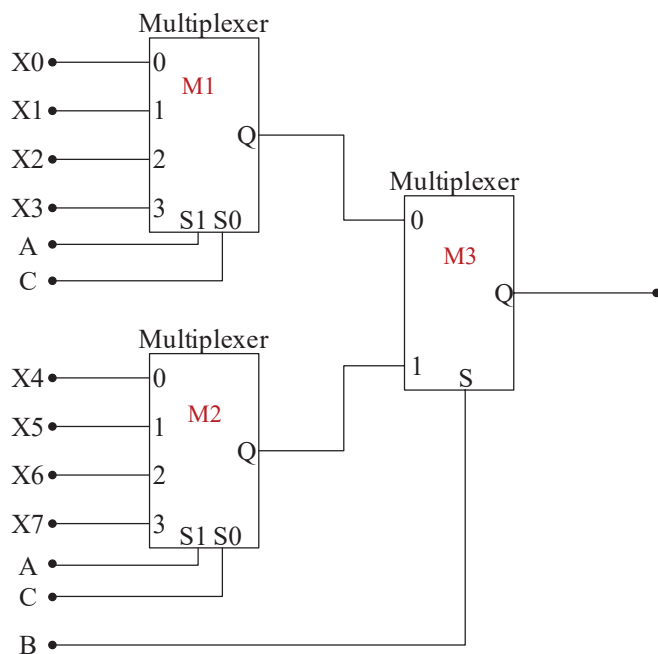 Multiplexer
X0 0
M1
X1 1
Q
X2 2
X3 3
S1 S0
A
C
Multiplexer
0
M3
Q
1
S
Multiplexer
X4 0
M2
X5 1
Q
X6 2
X7 3
S1 S0
A
C
B